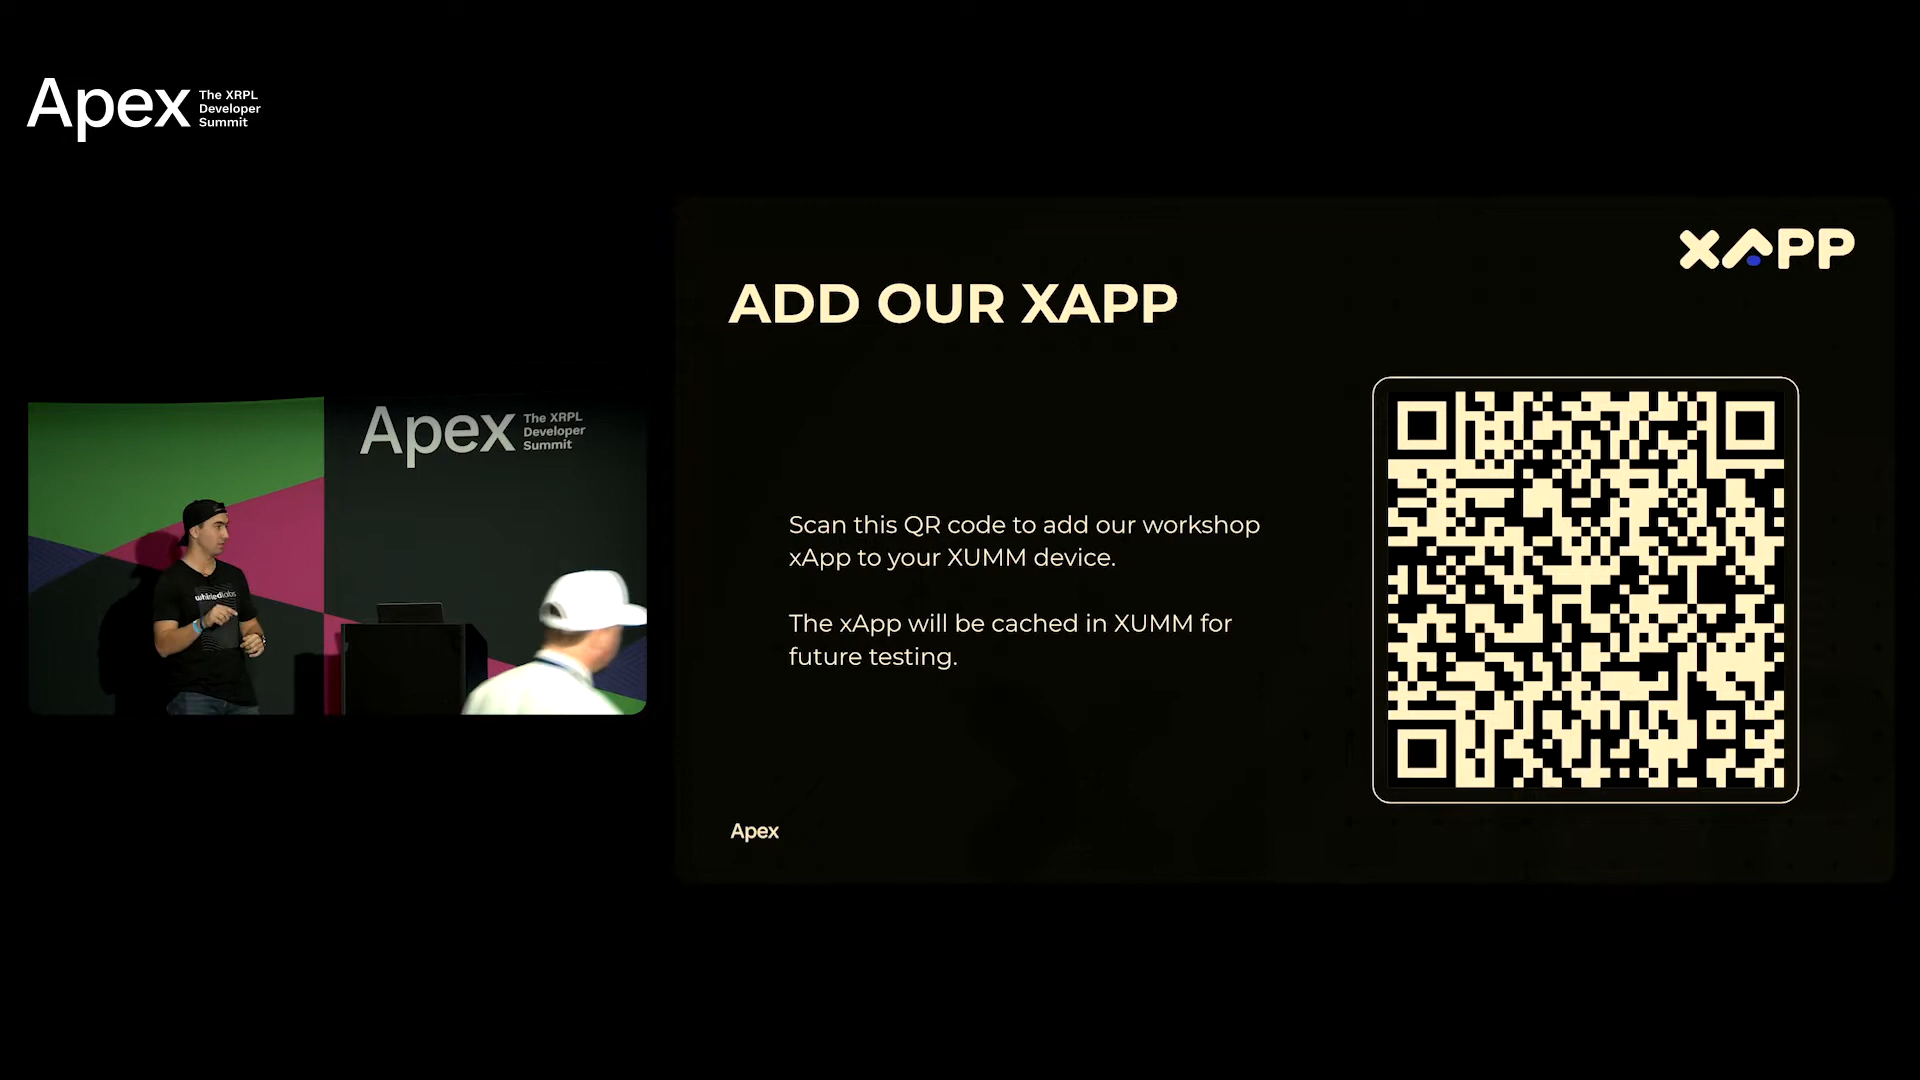 Apex
The XRPL
Developer
Summit
Apex
The XRPL
Developer
Summit
whirledlabs
XAPP
ADD OUR XAPP
Scan this QR code to add our workshop
xApp to your XUMM device.
The xApp will be cached in XUMM for
future testing.
Apex